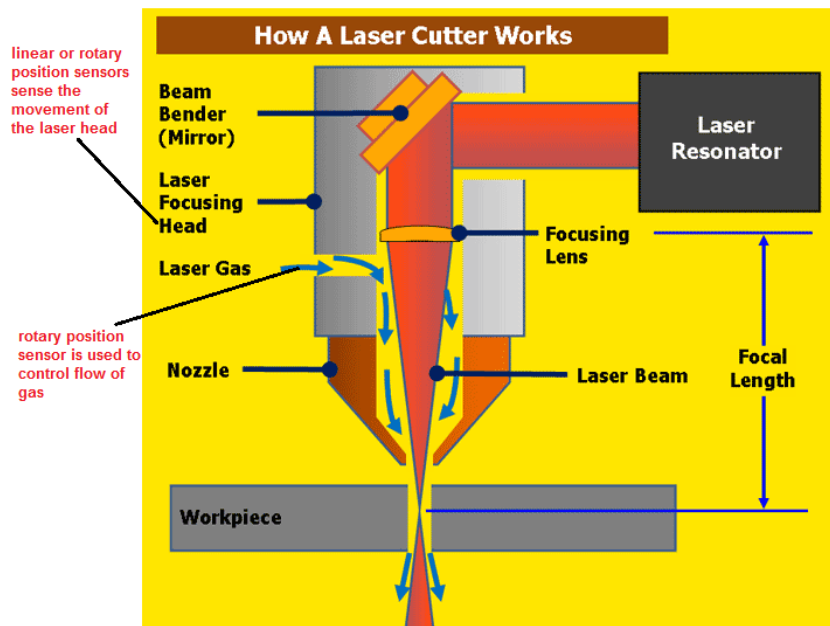 How A Laser Cutter Works
linear or rotary
position sensors
sense the
movement of
the laser head
Beam
Bender
(Mirror)
Laser
Resonator
Laser
Focusing
Head
Focusing
Lens
Laser Gas
rotary position
sensor is used to
control flow of
gas
Nozzle
Laser Beam
Focal
Length
Workpiece